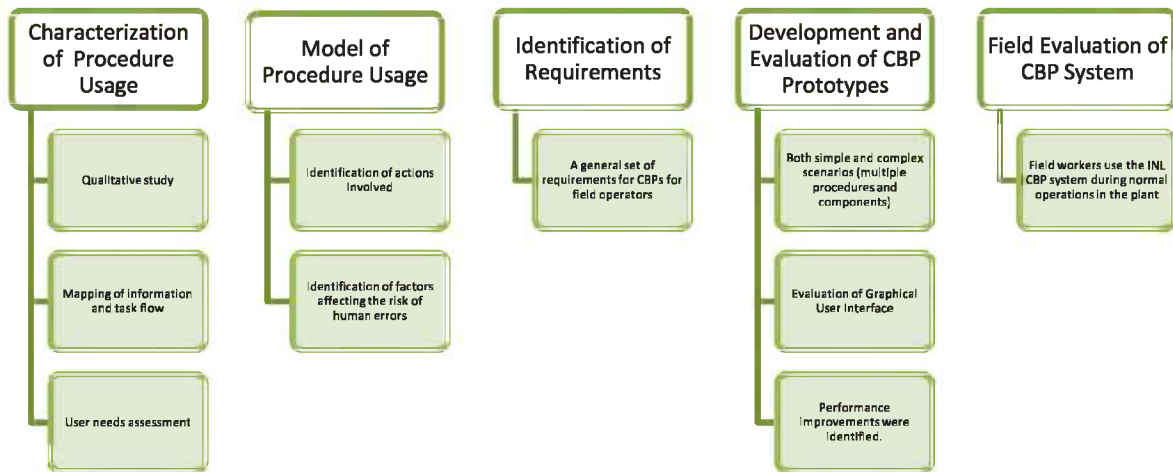 Characterization
of Procedure
Usage
Qualitative study
Mapping of information
and task flow
User needs assessment
Model of
Procedure Usage
Identification of actions
involved
Identification of factors
affecting the risk of
human errors
Identification of
Requirements
A general set of
requirements for CBPs for
field operators
Development and
Evaluation of CBP
Prototypes
Both simple and complex
scenarios (multiple
procedures and
components)
Evaluation of Graphical
User Interface
Performance
improvements were
identified.
Field Evaluation of
CBP System
Field workers use the INL
CBP system during normal
operations in the plant